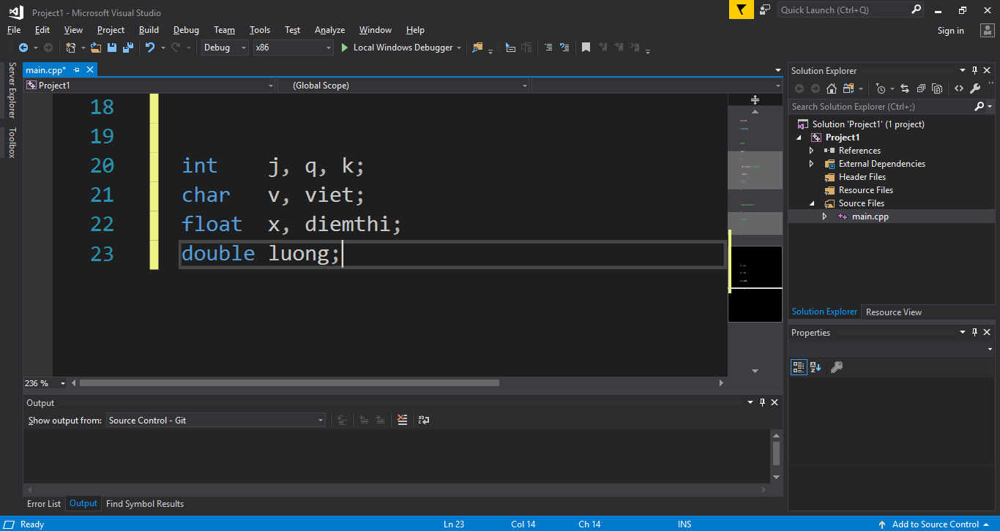 Project1 - Microsoft Visual Studio
Quick Launch (Ctrl+Q)
File Edit View Project Build Debug Team Tools Test Analyze Window Help
Sign in
Debug x86 Local Windows Debugger
Server Explorer
Toolbox
main.cpp*
Project1 (Global Scope)
18
19
20 int j, q, k;
21 char v, viet;
22 float x, diemthi;
23 double luong;
236 %
Output
Show output from: Source Control - Git
Error List Output Find Symbol Results
Solution Explorer
Search Solution Explorer (Ctrl+;)
Solution 'Project1' (1 project)
Project1
References
External Dependencies
Header Files
Resource Files
Source Files
main.cpp
Solution Explorer Resource View
Properties
Ready Ln 23 Col 14 Ch 14 INS Add to Source Control